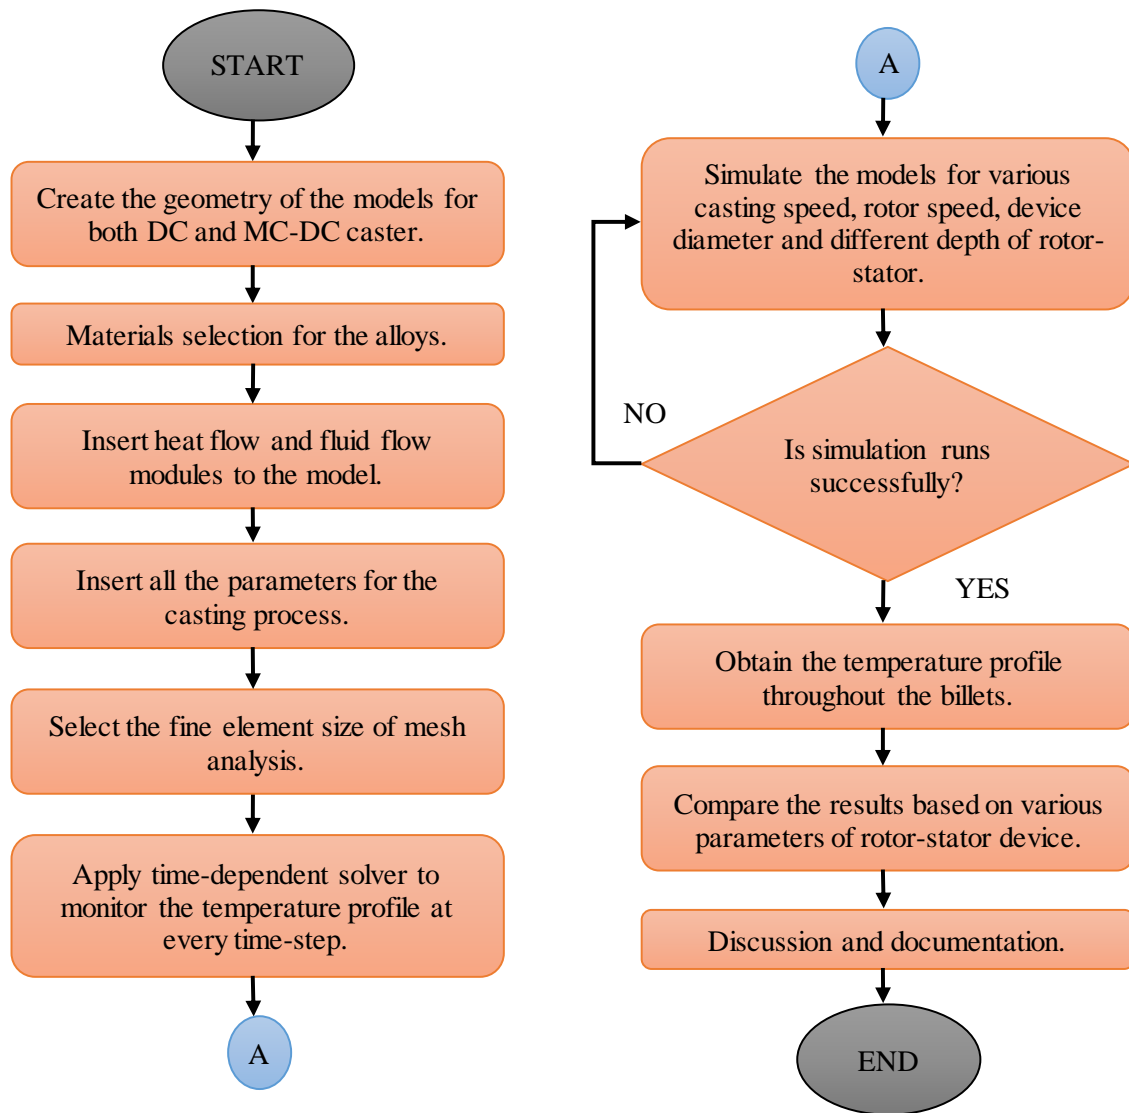 START
Create the geometry of the models for
both DC and MC-DC caster.
Materials selection for the alloys.
Insert heat flow and fluid flow
modules to the model.
Insert all the parameters for the
casting process.
Select the fine element size of mesh
analysis.
Apply time-dependent solver to
monitor the temperature profile at
every time-step.
A
A
Simulate the models for various
casting speed, rotor speed, device
diameter and different depth of rotor-
stator.
NO
Is simulation runs
successfully?
YES
Obtain the temperature profile
throughout the billets.
Compare the results based on various
parameters of rotor-stator device.
Discussion and documentation.
END